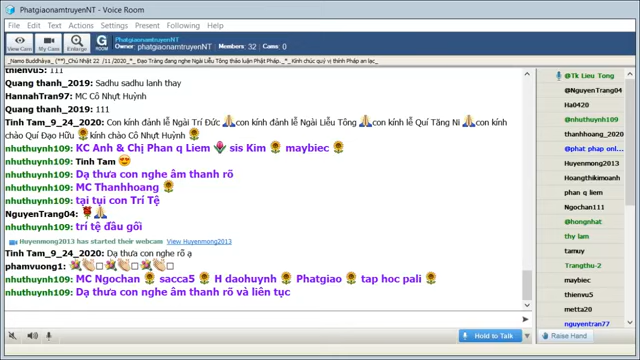 PhatgiaonamtruyenNT - Voice Room
File Edit Text Actions Settings Present Following Help
View Cam My Cam Enlarge ROOM PhatgiaonamtruyenNT
Owner phatgiaonamtruyenNT Members : 32 Cams : 0
_Namo Buddhaya_ (**)_Chủ Nhật 22 /11 /2020_*_ Đạo Tràng đang nghe Ngài Liễu Tông thảo luận Phật Pháp._*_Kính chúc quý vị thính Pháp an lạc_
thienvu5: 111
Quang thanh_2019: Sadhu sadhu lanh thay
HannahTran97: MC Cô Nhựt Huỳnh
Quang thanh_2019: 111
Tinh Tam_9_24_2020: Con kính đảnh lễ Ngài Trí Đức 🙏con kính đảnh lễ Ngài Liễu Tông🙏con kính lễ Quí Tăng Ni 🙏con kính
chào Quí Đạo Hữu 🌻kính chào Cô Nhựt Huỳnh 🌻
nhuthuynh109: KC Anh & Chị Phan q Liem 🌷 sis Kim 🌻 maybiec 🌻
nhuthuynh109: Tinh Tam 😍
nhuthuynh109: Dạ thưa con nghe âm thanh rõ
nhuthuynh109: MC Thanhhoang 🌻
nhuthuynh109: tại tụi con Trí Tệ
NguyenTrang04: 🌹🙏
nhuthuynh109: trí tệ đầu gối
Huyenmong2013 has started their webcam View Huyenmong2013
Tinh Tam_9_24_2020: Dạ thưa con nghe rõ ạ
phamvuong1: 💐👏□ 💐👏□ 💐👏□
nhuthuynh109: MC Ngochan 🌻 sacca5 🌻 H daohuynh 🌻 Phatgiao 🌻 tap hoc pali 🌻
nhuthuynh109: Dạ thưa con nghe âm thanh rõ và liên tục
Hold to Talk
@Tk Lieu Tong
@NguyenTrang04
Ha0420
@nhuthuynh109
thanhhoang_2020
@phat phap onl...
Huyenmong2013
Hoangthikimoanh
phan q liem
Ngochan111
@hongnhat
thy lam
tamuy
Trangthu-2
maybiec
thienvu5
metta20
nguyentran77
Raise Hand